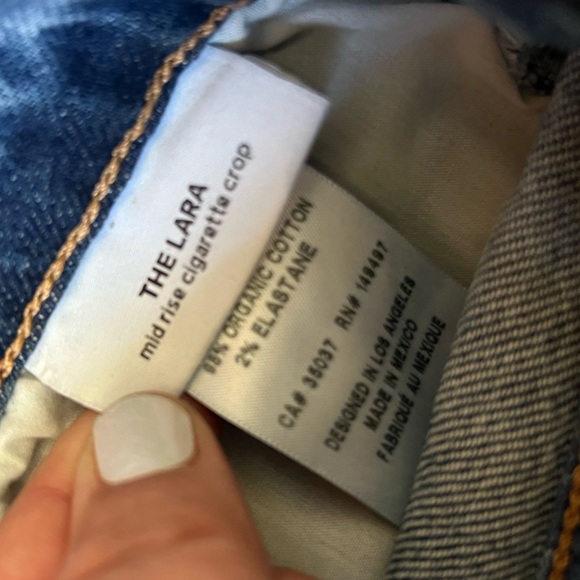 THE LARA
mid rise cigarette crop
98% ORGANIC COTTON
2% ELASTANE
CA# 35037 RN# 149497
DESIGNED IN LOS ANGELES
MADE IN MEXICO
FABRIQUÉ AU MEXIQUE